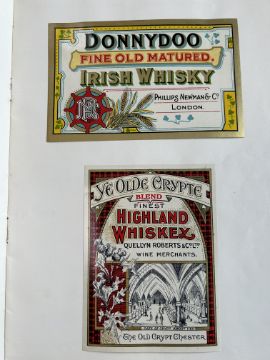 DONNYDOO
FINE OLD MATURED.
IRISH WHISKY
PHILLIPS, NEWMAN & Co
LONDON.
YE OLDE CRYPTE
BLEND
FINEST
HIGHLAND
WHISKEY
QUELLYN ROBERTS & Co. LTD
WINE MERCHANTS.
The Old Crypt Chester